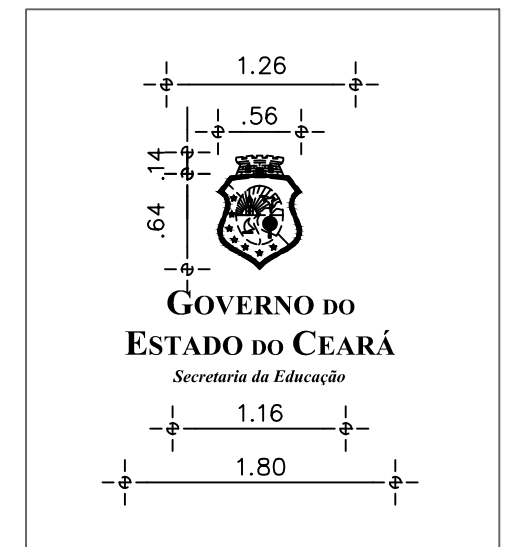 1.26
.56
.14
.64
GOVERNO DO
ESTADO DO CEARÁ
Secretaria da Educação
1.16
1.80